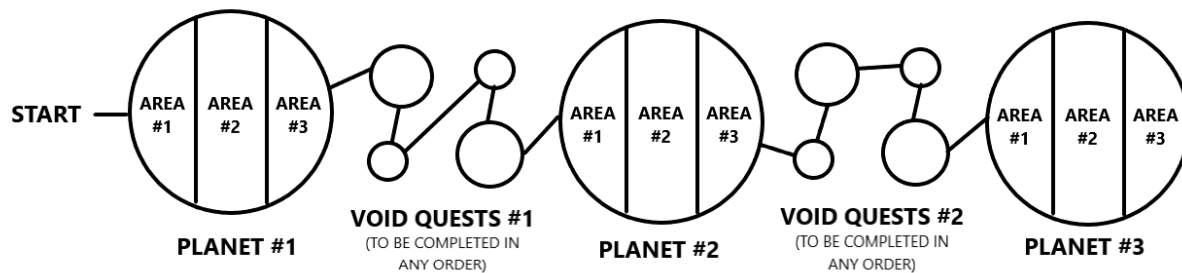 START
AREA
#1
AREA
#2
AREA
#3
PLANET #1
VOID QUESTS #1
(TO BE COMPLETED IN
ANY ORDER)
AREA
#1
AREA
#2
AREA
#3
PLANET #2
VOID QUESTS #2
(TO BE COMPLETED IN
ANY ORDER)
AREA
#1
AREA
#2
AREA
#3
PLANET #3